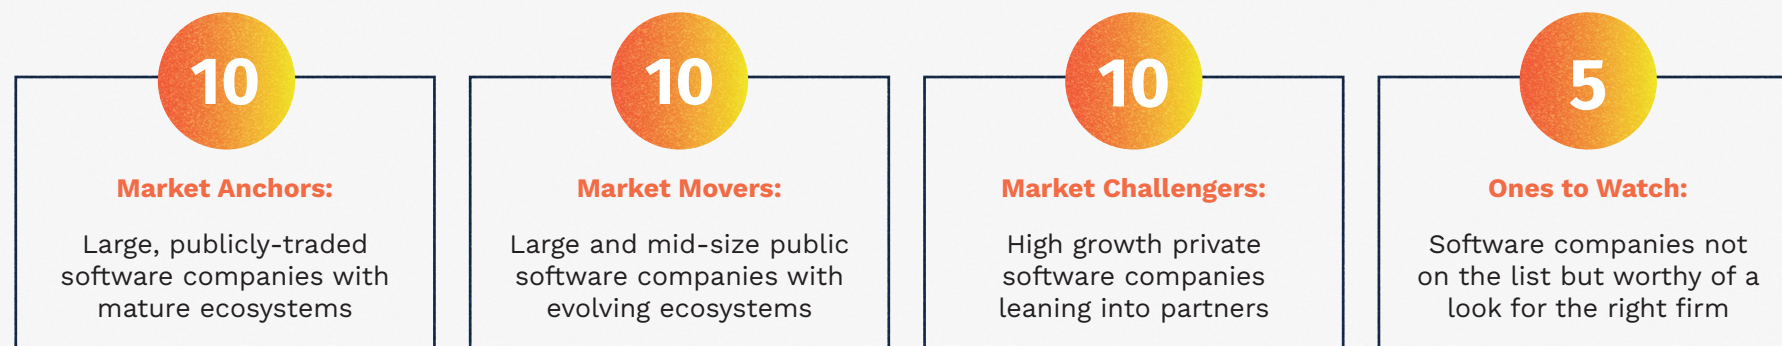 10
Market Anchors:
Large, publicly-traded
software companies with
mature ecosystems
10
Market Movers:
Large and mid-size public
software companies with
evolving ecosystems
10
Market Challengers:
High growth private
software companies
leaning into partners
5
Ones to Watch:
Software companies not
on the list but worthy of a
look for the right firm